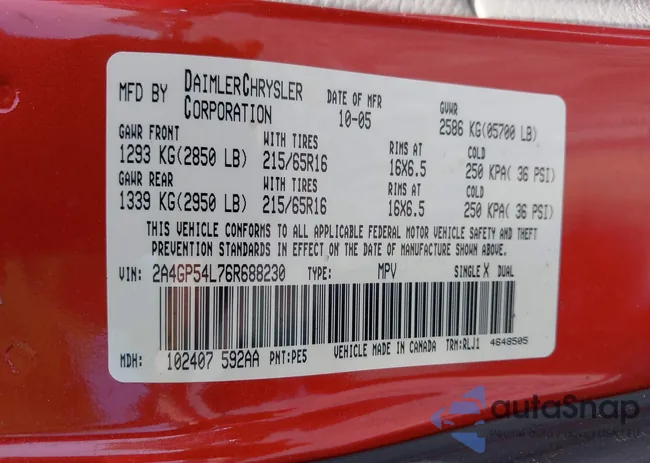 MFD BY DAIMLERCHRYSLER CORPORATION DATE OF MFR 10-05 GVWR 2586 KG(05700 LB)
GAWR FRONT WITH TIRES RIMS AT COLD
1293 KG(2850 LB) 215/65R16 16X6.5 250 KPA( 36 PSI)
GAWR REAR WITH TIRES RIMS AT COLD
1339 KG(2950 LB) 215/65R16 16X6.5 250 KPA( 36 PSI)
THIS VEHICLE CONFORMS TO ALL APPLICABLE FEDERAL MOTOR VEHICLE SAFETY AND THEFT
PREVENTION STANDARDS IN EFFECT ON THE DATE OF MANUFACTURE SHOWN ABOVE.
VIN: 2A4GP54L76R688230 TYPE: MPV SINGLE X DUAL
MDH: 102407 592AA PNT:PE5 VEHICLE MADE IN CANADA TRM:RLJ1 4648505
autoSnap